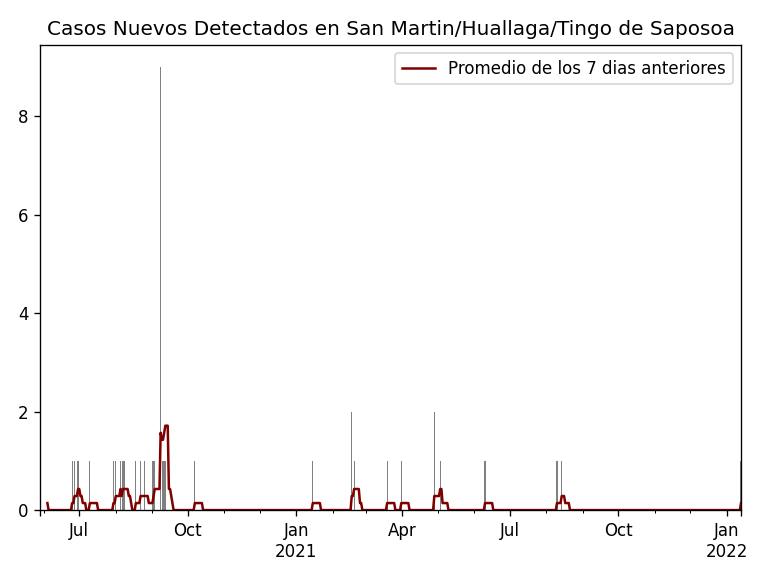 Casos Nuevos Detectados en San Martin/Huallaga/Tingo de Saposoa
Promedio de los 7 dias anteriores
8
6
4
2
0
Jul
Oct
Jan
2021
Apr
Jul
Oct
Jan
2022